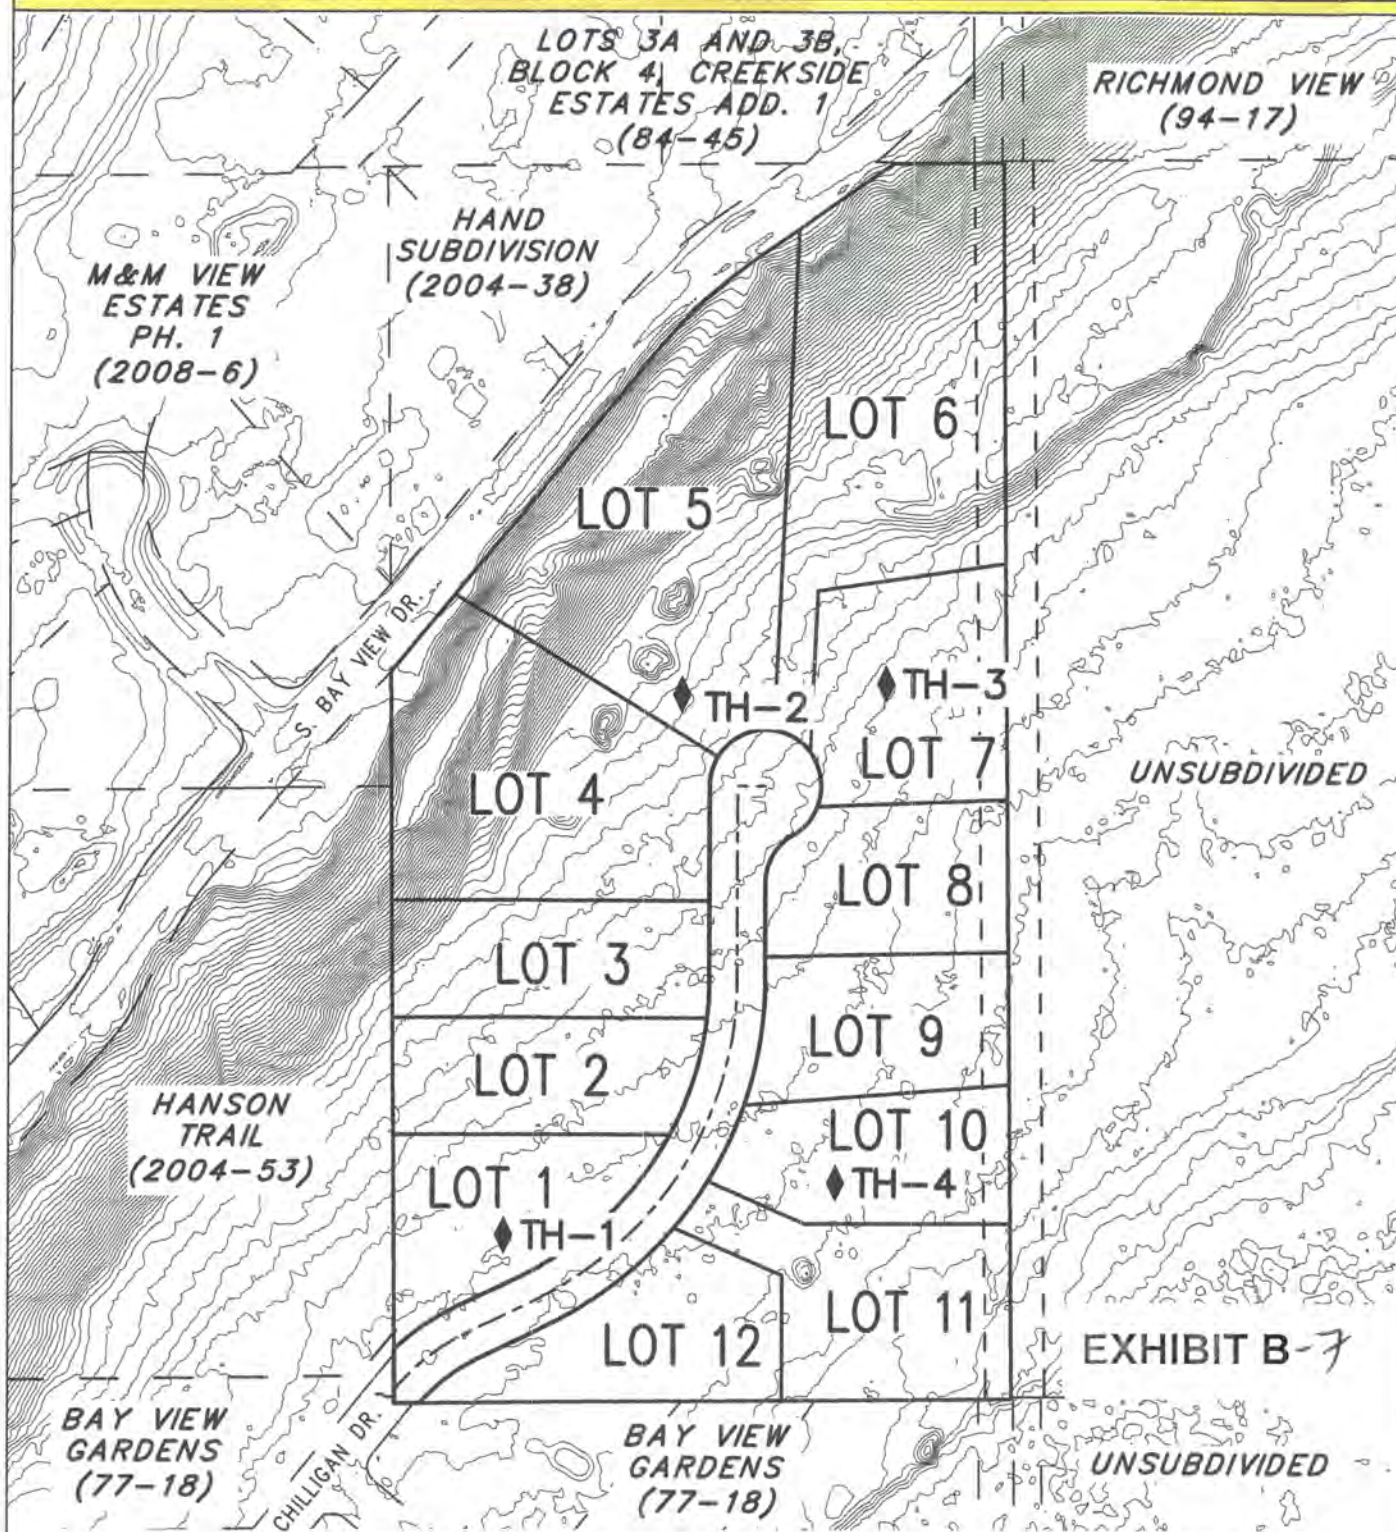 LOTS 3A AND 3B,
BLOCK 4, CREEKSIDE
ESTATES ADD. 1
(84-45)
RICHMOND VIEW
(94-17)
HAND
SUBDIVISION
(2004-38)
M&M VIEW
ESTATES
PH. 1
(2008-6)
LOT 6
LOT 5
S. BAY VIEW DR.
TH-2
TH-3
LOT 7
UNSUBDIVIDED
LOT 4
LOT 8
LOT 3
LOT 9
LOT 2
HANSON
TRAIL
(2004-53)
LOT 10
TH-4
LOT 1
TH-1
LOT 11
LOT 12
EXHIBIT B-7
BAY VIEW
GARDENS
(77-18)
CHILLIGAN DR.
BAY VIEW
GARDENS
(77-18)
UNSUBDIVIDED